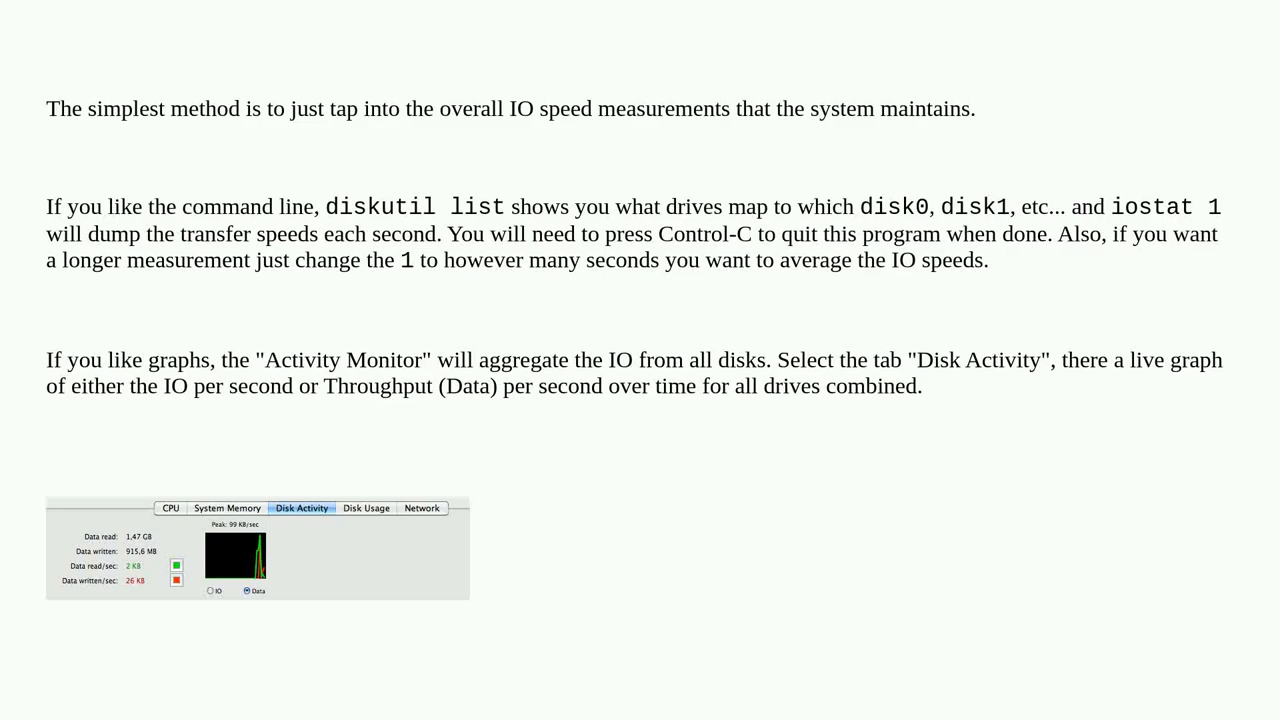 The simplest method is to just tap into the overall IO speed measurements that the system maintains.
If you like the command line, diskutil list shows you what drives map to which disk0, disk1, etc... and iostat 1
will dump the transfer speeds each second. You will need to press Control-C to quit this program when done. Also, if you want
a longer measurement just change the 1 to however many seconds you want to average the IO speeds.
If you like graphs, the "Activity Monitor" will aggregate the IO from all disks. Select the tab "Disk Activity", there a live graph
of either the IO per second or Throughput (Data) per second over time for all drives combined.
CPU System Memory Disk Activity Disk Usage Network
Peak: 99 KB/sec
Data read: 1,47 GB
Data written: 915,6 MB
Data read/sec: 2 KB
Data written/sec: 26 KB
IO Data